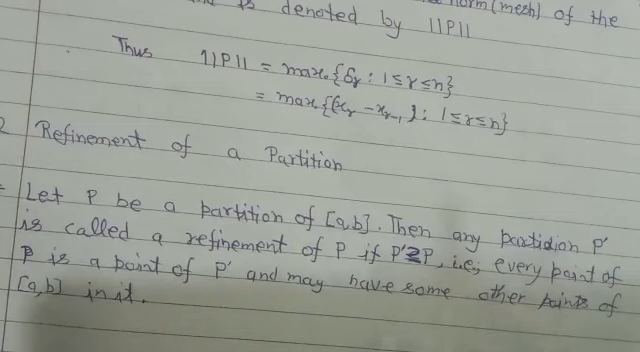 is denoted by norm(mesh) of the ||P||
Thus ||P|| = max.{δr : 1≤r≤n}
= max.{(xr - xr-1): 1≤r≤n}
Refinement of a Partition
Let P be a partition of [a,b]. Then any partidion P'
is called a refinement of P if P'⊇P, i.e; every point of
P is a point of P' and may have some other points of
[a,b] in it.